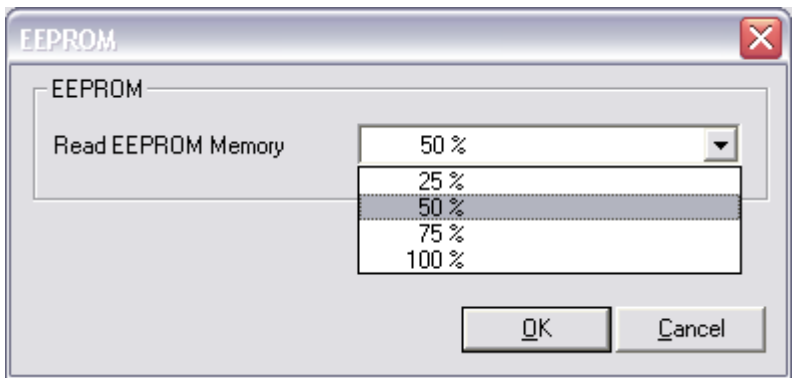 EEPROM
EEPROM
Read EEPROM Memory 50 %
25 %
50 %
75 %
100 %
OK Cancel